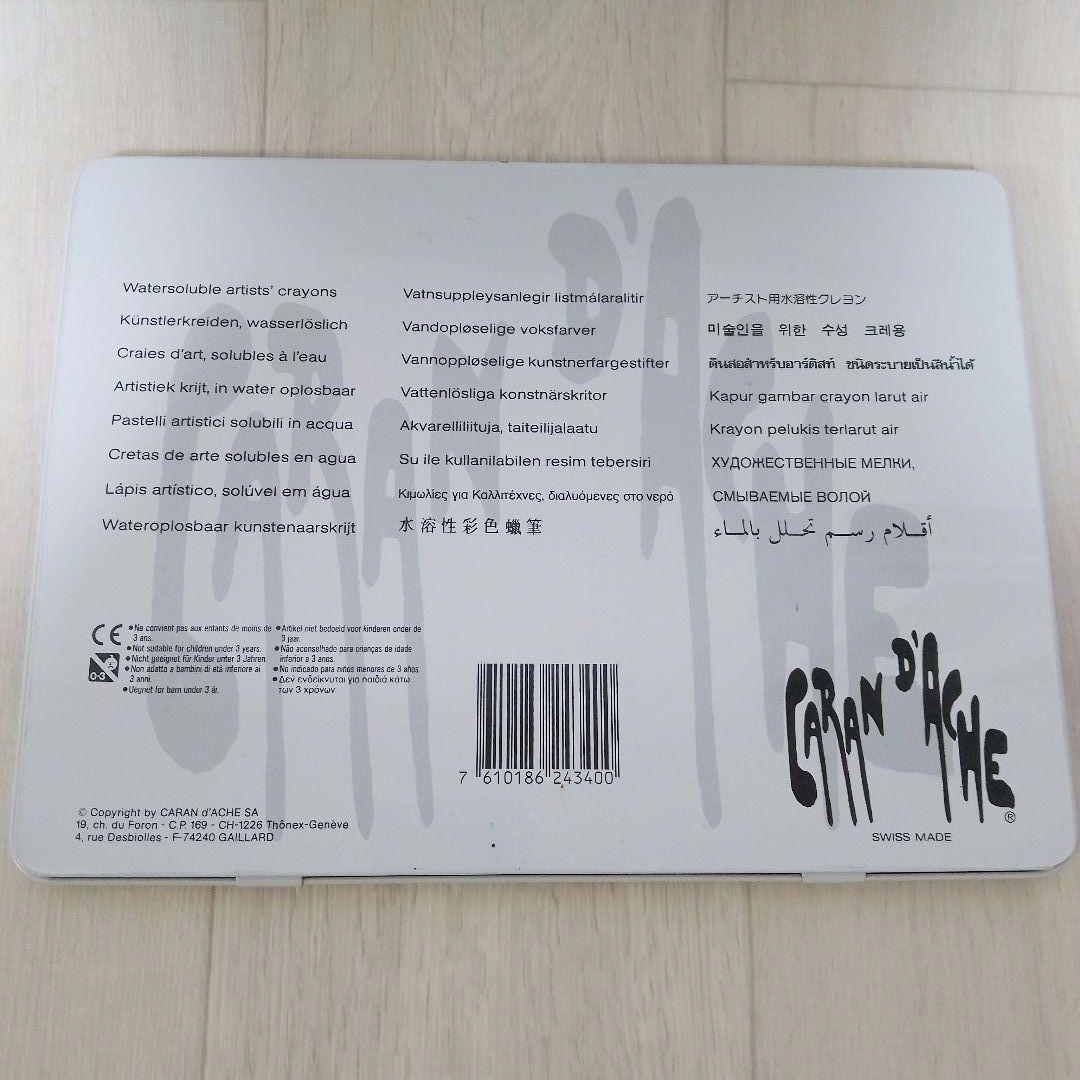 Watersoluble artists' crayons
Künstlerkreiden, wasserlöslich
Craies d'art, solubles à l'eau
Artistiek krijt, in water oplosbaar
Pastelli artistici solubili in acqua
Cretas de arte solubles en agua
Lápis artístico, solúvel em água
Wateroplosbaar kunstenaarskrijt
Vatnsuppleysanlegir listmálaralitir
Vandopløselige voksfarver
Vannoppløselige kunstnerfargestifter
Vattenlösliga konstnärskritor
Akvarelliliituja, taiteilijalaatu
Su ile kullanilabilen resim tebersiri
Κιμωλίες για Καλλιτέχνες, διαλυόμενες στο νερό
水溶性彩色蠟筆
アーチスト用水溶性クレヨン
미술인을 위한 수성 크레용
ดินสอสำหรับอาร์ติสท์ ชนิดระบายเป็นสีน้ำได้
Kapur gambar crayon larut air
Krayon pelukis terlarut air
ХУДОЖЕСТВЕННЫЕ МЕЛКИ,
СМЫВАЕМЫЕ ВОЛОЙ
أقـلام رسـم تحـلل بالمـاء
CARAN D'ACHE
CE
0-3
• Ne convient pas aux enfants de moins de
3 ans.
• Not suitable for children under 3 years.
• Nicht geeignet für Kinder unter 3 Jahren.
• Non adatto a bambini di età inferiore ai
3 anni.
• Uegnet for børn under 3 år.
• Artikel niet bedoeld voor kinderen onder de
3 jaar.
• Não aconselhado para crianças de idade
inferior a 3 anos.
• No indicado para niños menores de 3 años.
• Δεν ενδείκνυται για παιδιά κάτω
των 3 χρόνων.
7 610186 243400
CARAN D'ACHE
®
SWISS MADE
© Copyright by CARAN d'ACHE SA
19, ch. du Foron - C.P. 169 - CH-1226 Thônex-Genève
4, rue Desbiolles - F-74240 GAILLARD